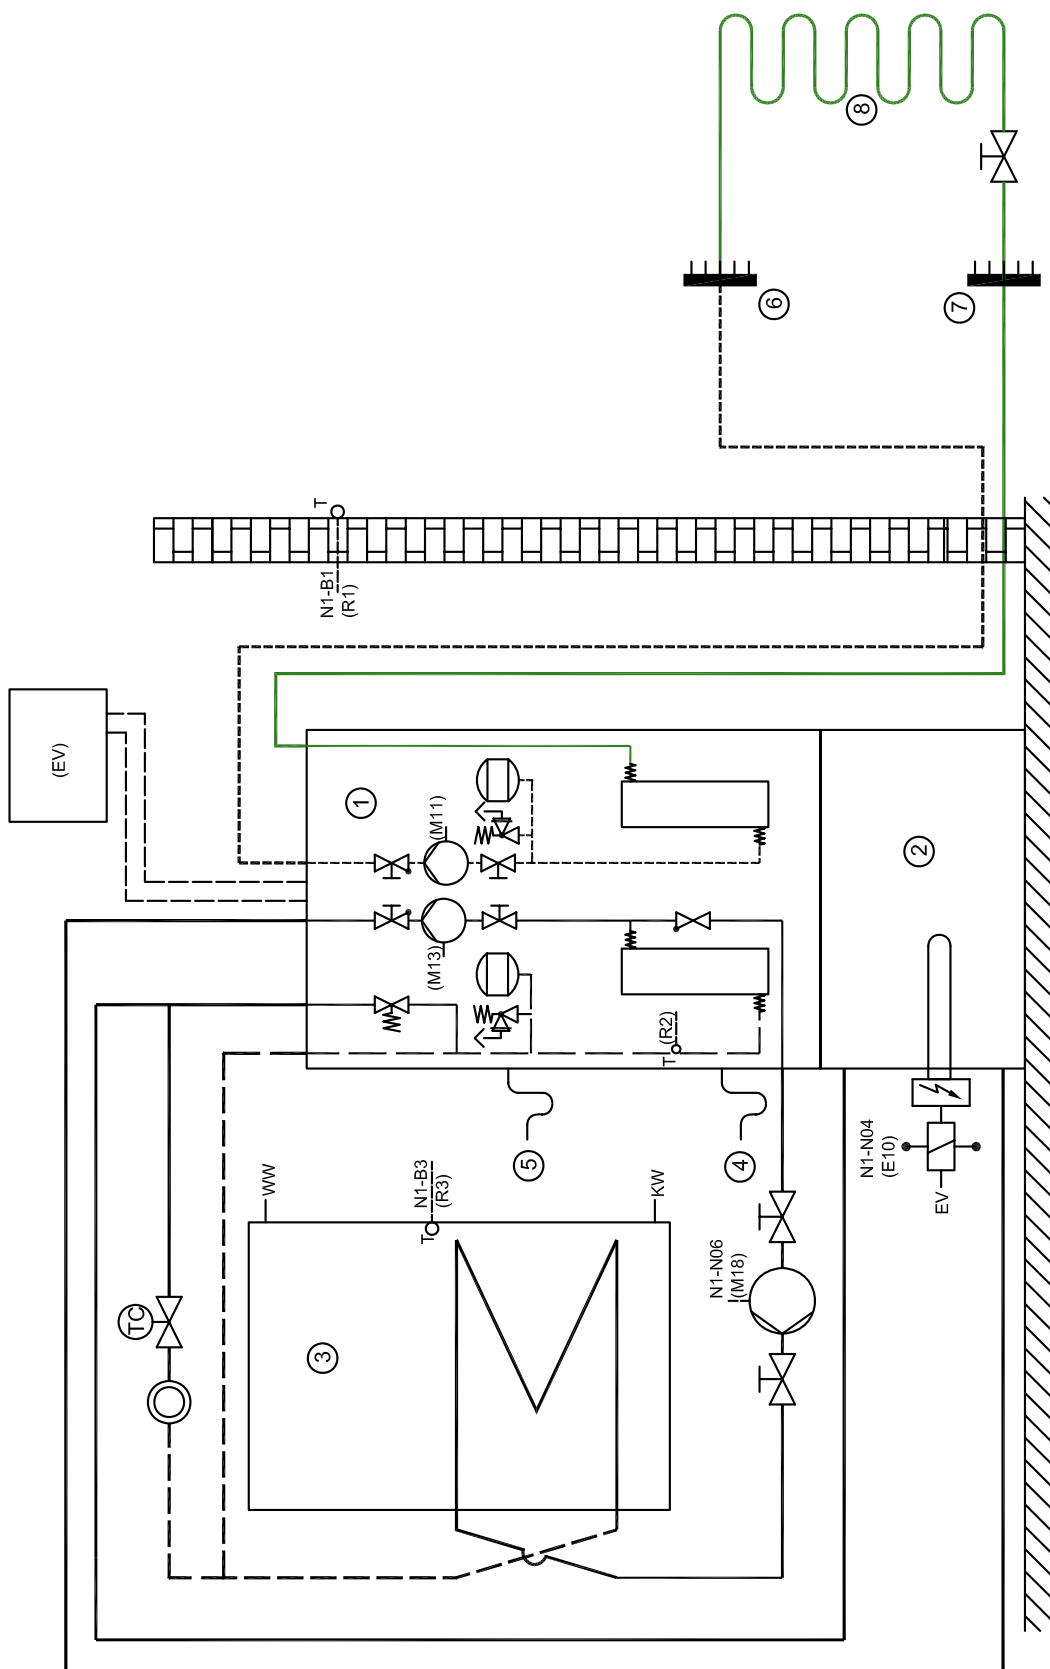 8
6
7
T
N1-B1
(R1)
(EV)
1
(M11)
2
(M13)
(R2)
T
N1-N04
(E10)
EV
5
4
WW
N1-B3
(R3)
T
KW
N1-N06
(M18)
TC
3